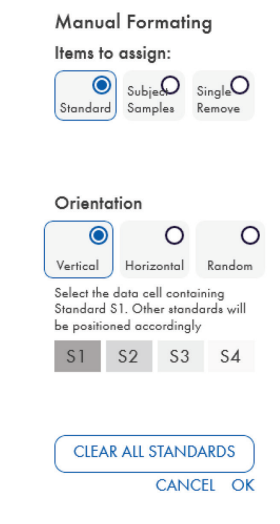 Manual Formating
Items to assign:
Standard
Subject Samples
Single Remove
Orientation
Vertical Horizontal Random
Select the data cell containing
Standard S1. Other standards will
be positioned accordingly
S1 S2 S3 S4
CLEAR ALL STANDARDS
CANCEL OK